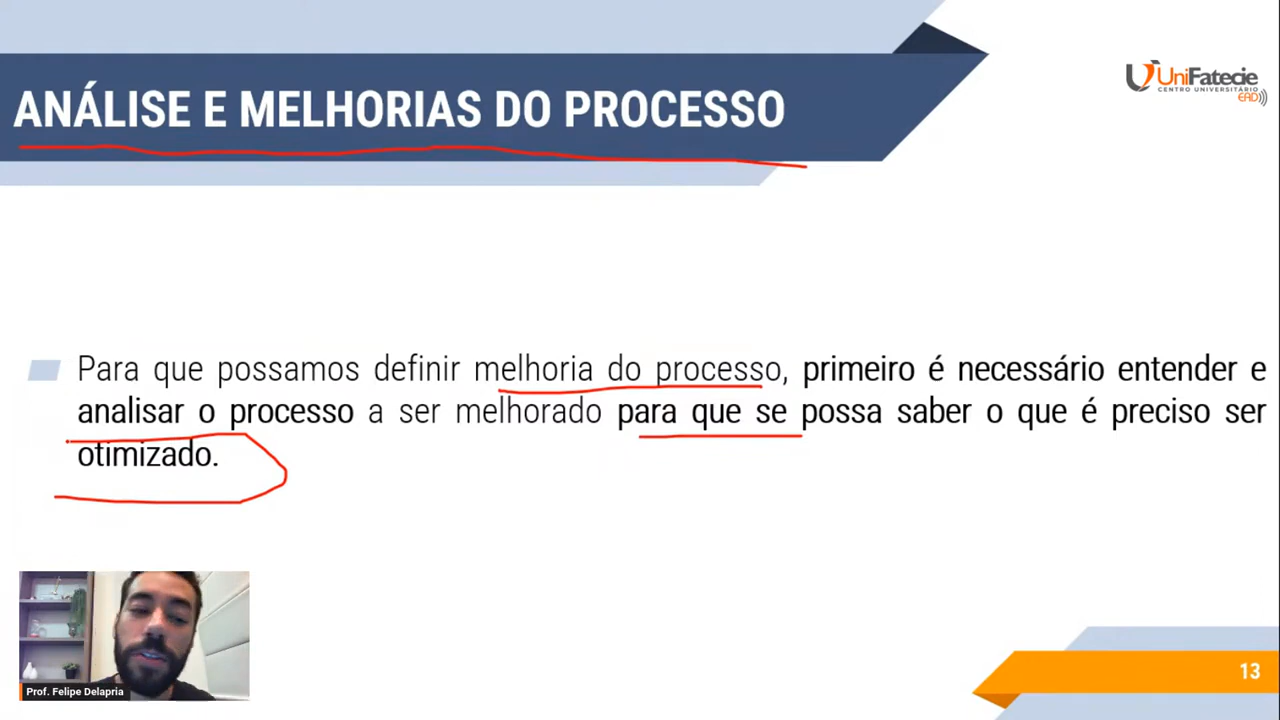 ANÁLISE E MELHORIAS DO PROCESSO
UniFatecie
CENTRO UNIVERSITÁRIO
EAD
Para que possamos definir melhoria do processo, primeiro é necessário entender e
analisar o processo a ser melhorado para que se possa saber o que é preciso ser
otimizado.
Prof. Felipe Delapria
13